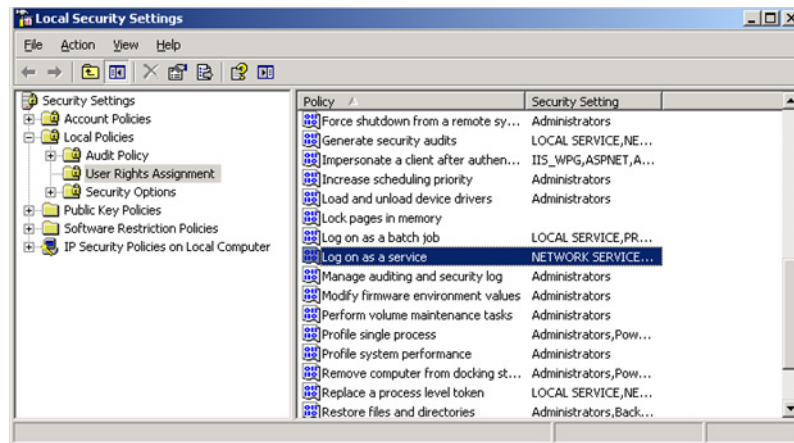 Local Security Settings
File Action View Help
Security Settings
Account Policies
Local Policies
Audit Policy
User Rights Assignment
Security Options
Public Key Policies
Software Restriction Policies
IP Security Policies on Local Computer
Policy Security Setting
Force shutdown from a remote sy... Administrators
Generate security audits LOCAL SERVICE,NE...
Impersonate a client after authen... IIS_WPG,ASPNET,A...
Increase scheduling priority Administrators
Load and unload device drivers Administrators
Lock pages in memory
Log on as a batch job LOCAL SERVICE,PR...
Log on as a service NETWORK SERVICE...
Manage auditing and security log Administrators
Modify firmware environment values Administrators
Perform volume maintenance tasks Administrators
Profile single process Administrators,Pow...
Profile system performance Administrators
Remove computer from docking st... Administrators,Pow...
Replace a process level token LOCAL SERVICE,NE...
Restore files and directories Administrators,Back...